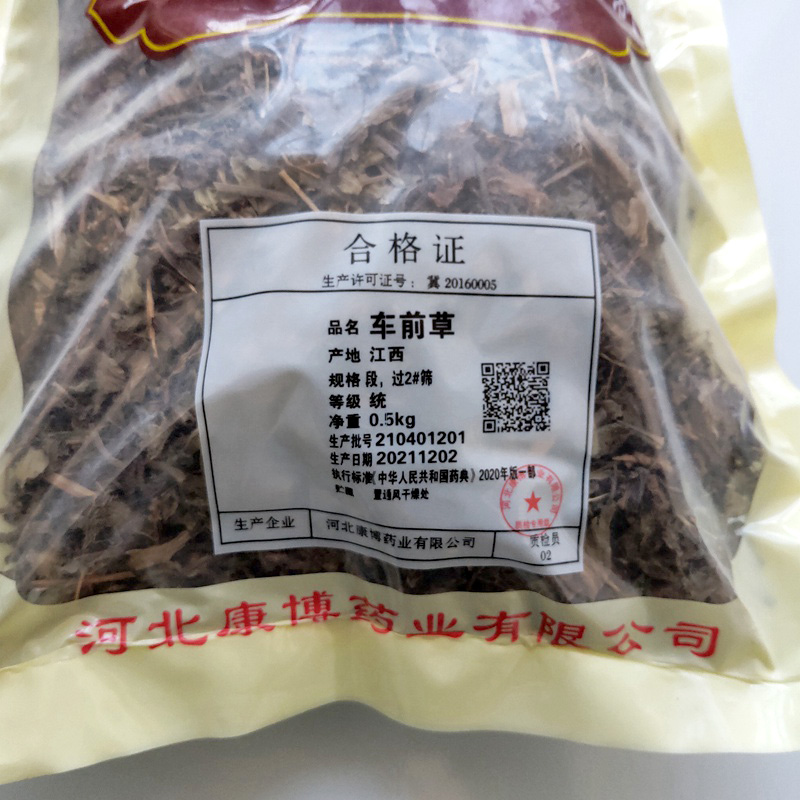 合格证
生产许可证号：冀 20160005
品名 车前草
产地 江西
规格 段，过2#筛
等级 统
净重 0.5kg
生产批号 210401201
生产日期 20211202
执行标准《中华人民共和国药典》2020年版一部
贮藏 置通风干燥处
生产企业 河北康博药业有限公司 质检员
02
河北康博药业有限公司